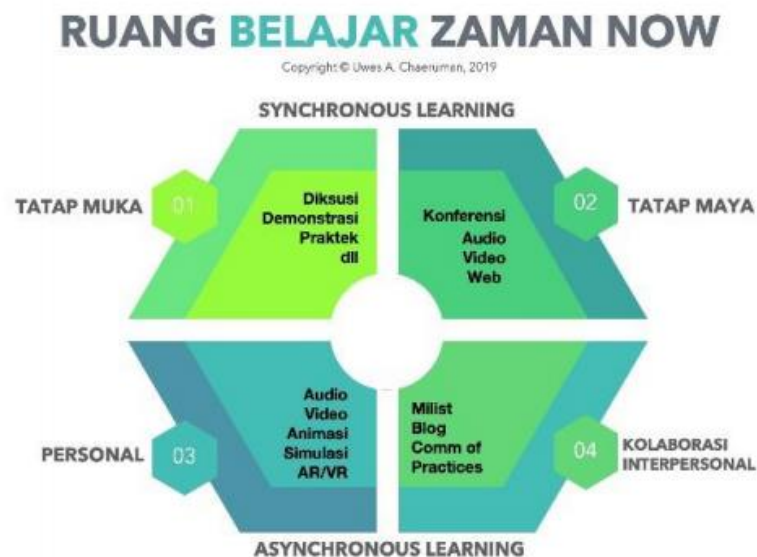 RUANG BELAJAR ZAMAN NOW
Copyright © Uwes A. Chaeruman, 2019
SYNCHRONOUS LEARNING
TATAP MUKA
01
Diksusi
Demonstrasi
Praktek
dll
Konferensi
Audio
Video
Web
02
TATAP MAYA
PERSONAL
03
Audio
Video
Animasi
Simulasi
AR/VR
Milist
Blog
Comm of
Practices
04
KOLABORASI
INTERPERSONAL
ASYNCHRONOUS LEARNING